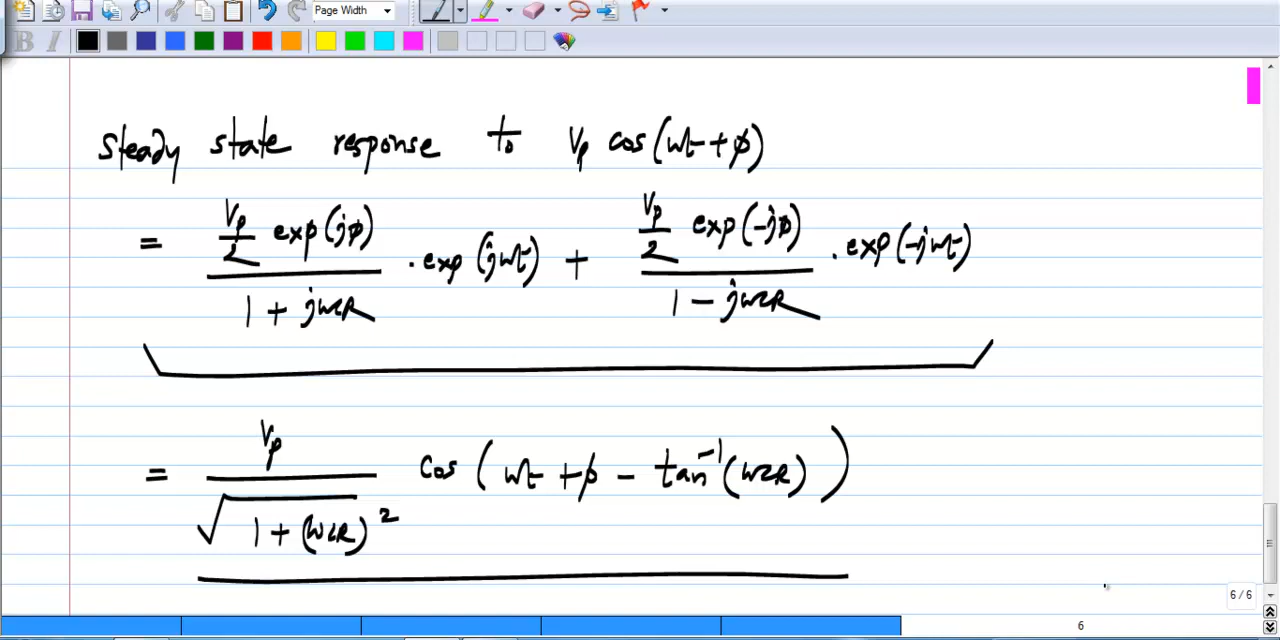 Page Width
B I
Steady state response to Vp cos(ωt + φ)
= Vp/2 exp(jφ) / 1 + jωCR . exp(jωt) + Vp/2 exp(-jφ) / 1 - jωCR . exp(-jωt)
= Vp / √1 + (ωCR)² cos(ωt + φ - tan⁻¹(ωCR))
6 / 6
6